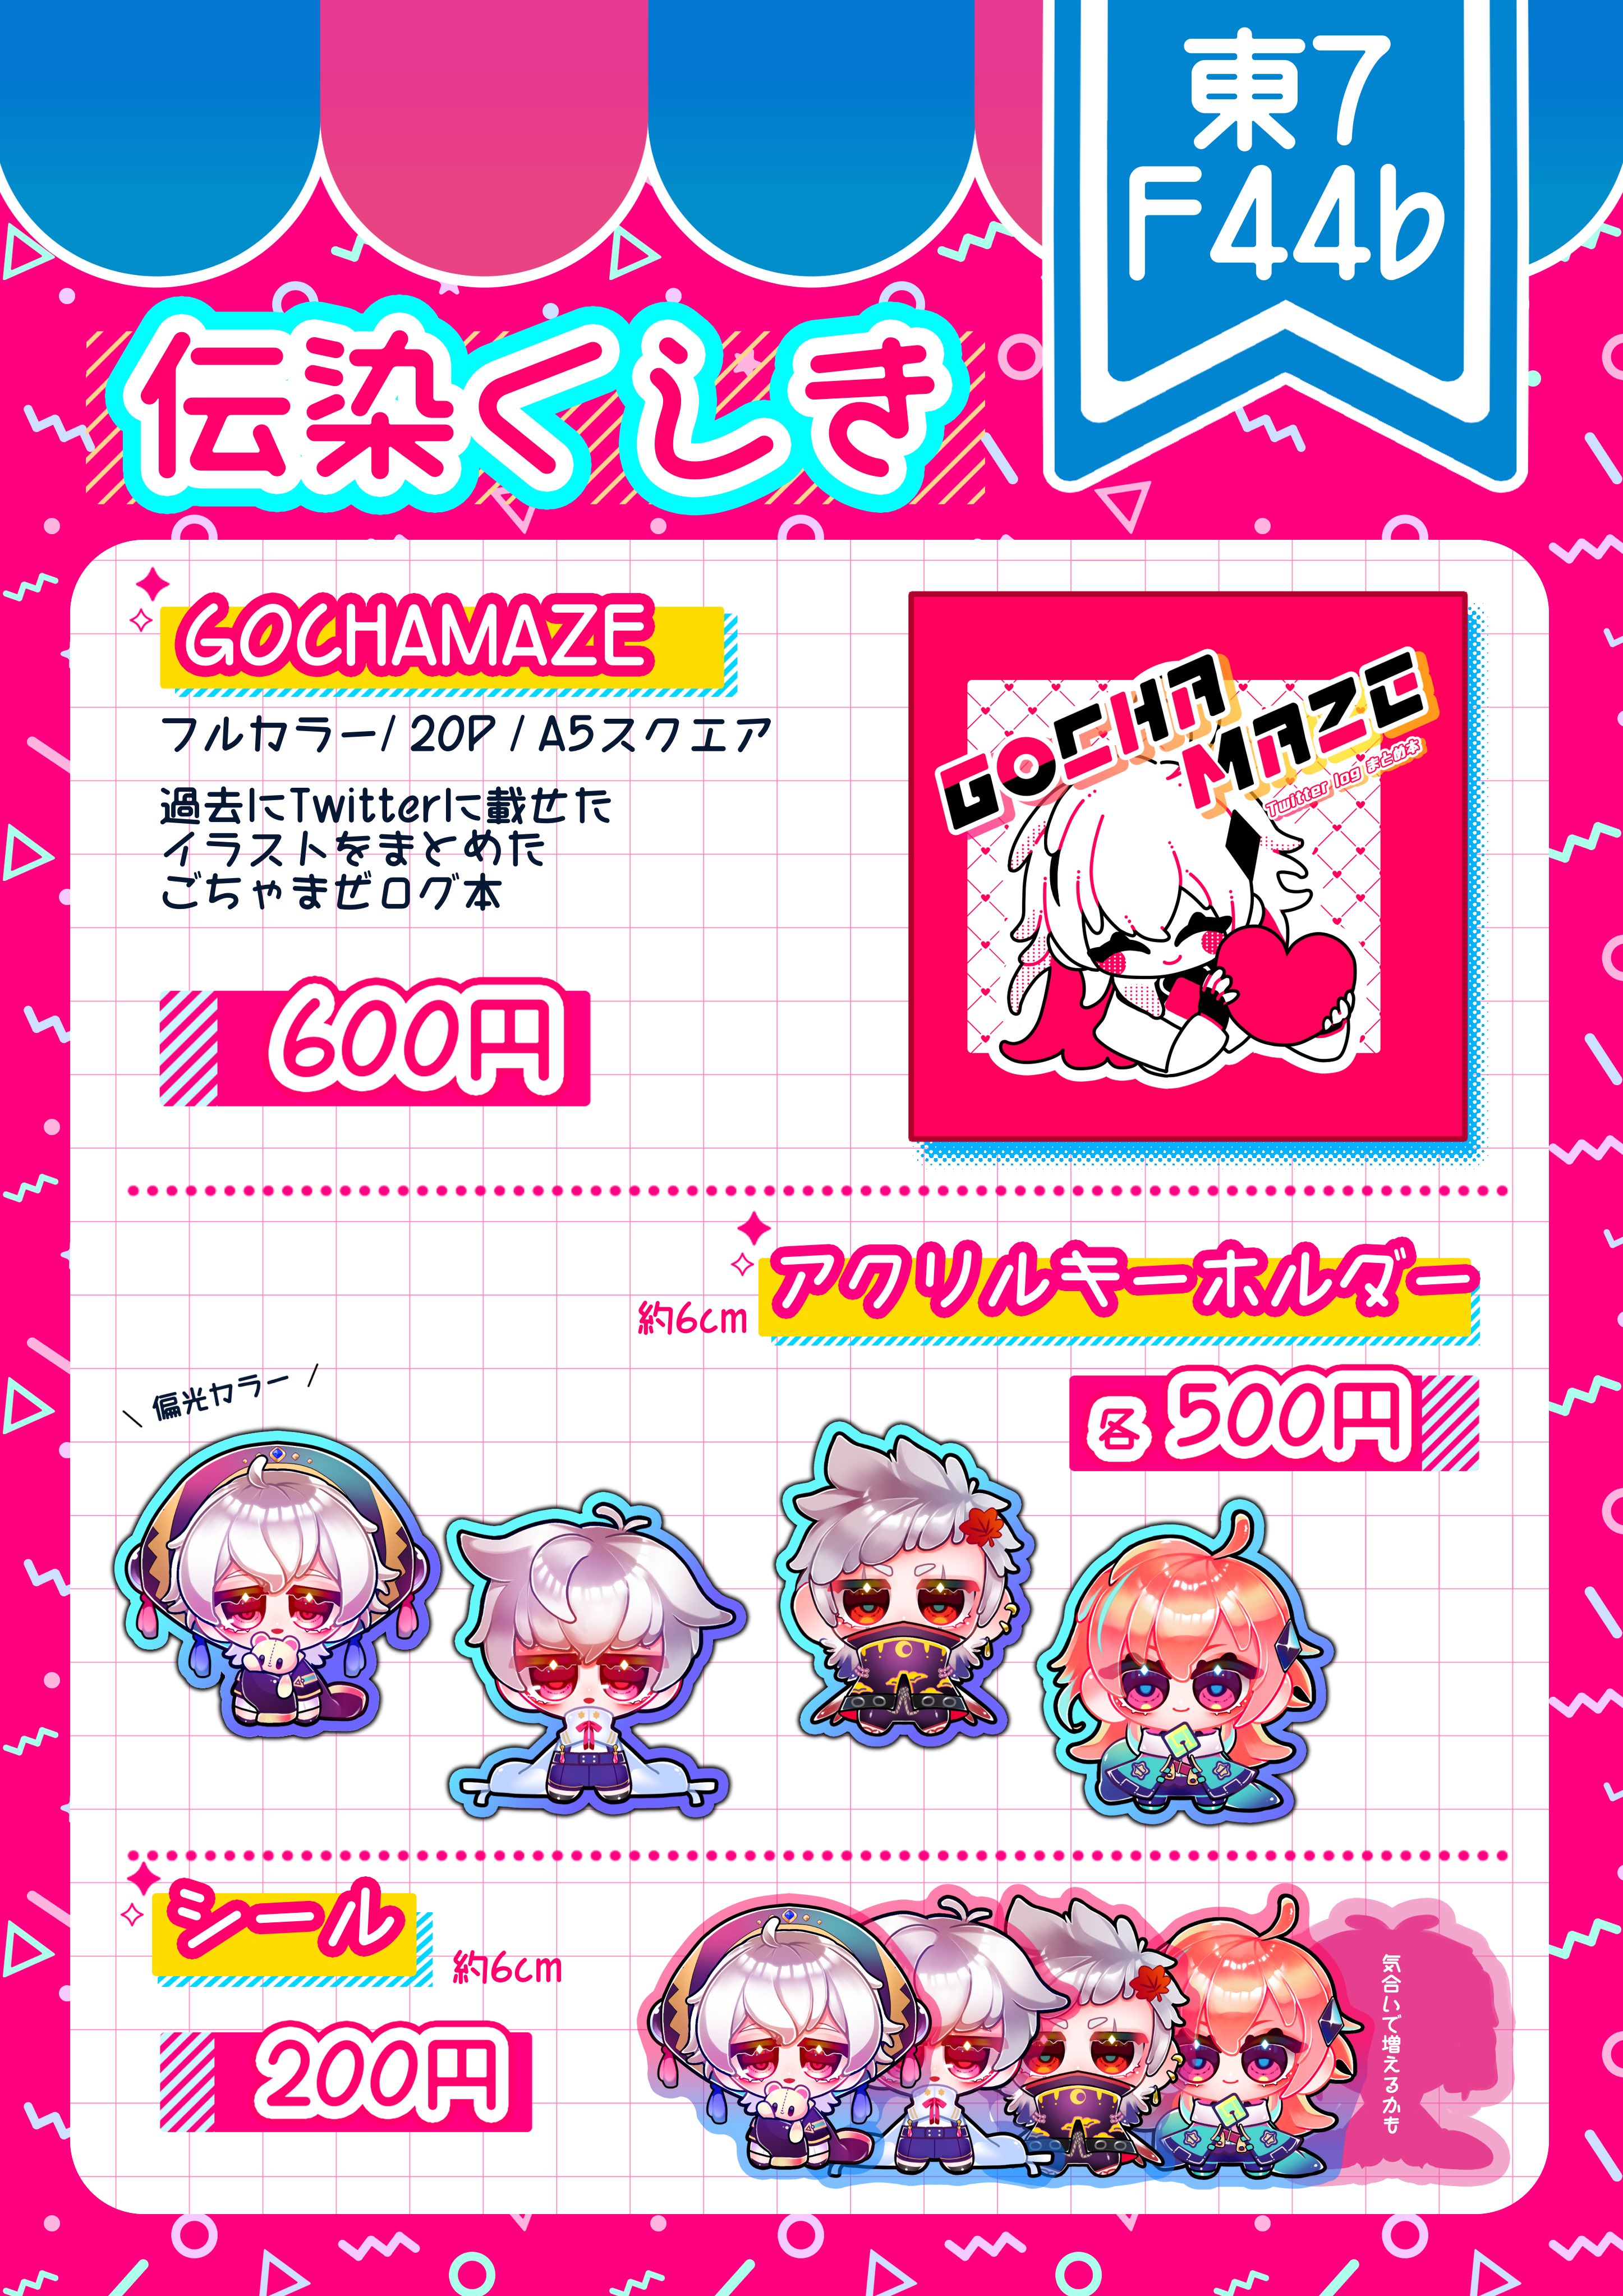 東7
F44b
伝染くしき
GOCHAMAZE
フルカラー/ 20P / A5スクエア
過去にTwitterに載せた
イラストをまとめた
ごちゃまぜログ本
600円
GOCHA
MAZE
Twitter log まとめ本
アクリルキーホルダー
約6cm
各 500円
\ 偏光カラー /
シール
約6cm
200円
気合いで増えるかも